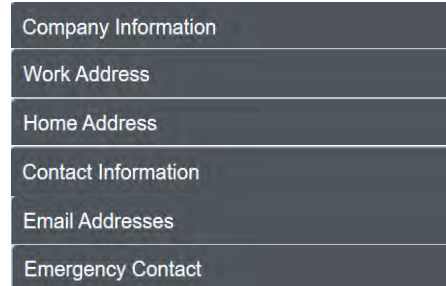 Company Information
Work Address
Home Address
Contact Information
Email Addresses
Emergency Contact